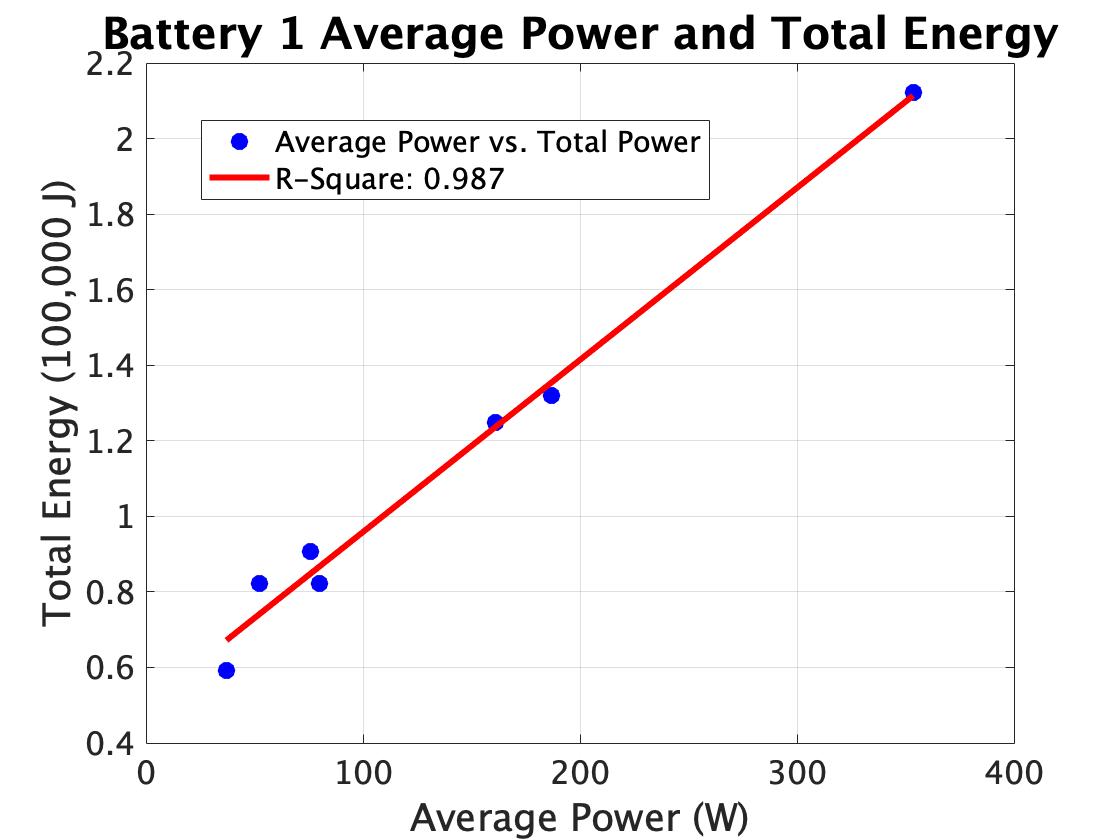 Battery 1 Average Power and Total Energy
2.2
2
1.8
1.6
1.4
1.2
1
0.8
0.6
0.4
Total Energy (100,000 J)
Average Power vs. Total Power
R-Square: 0.987
0 100 200 300 400
Average Power (W)